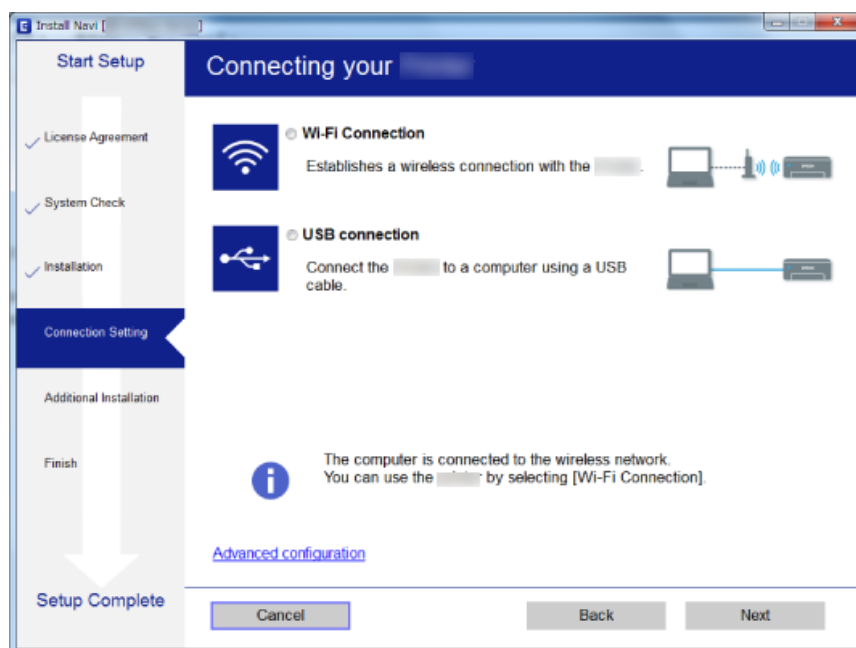 Install Navi [ ]
Start Setup
License Agreement
System Check
Installation
Connection Setting
Additional Installation
Finish
Setup Complete
Connecting your
Wi-Fi Connection
Establishes a wireless connection with the .
USB connection
Connect the to a computer using a USB
cable.
The computer is connected to the wireless network.
You can use the by selecting [Wi-Fi Connection].
Advanced configuration
Cancel
Back
Next